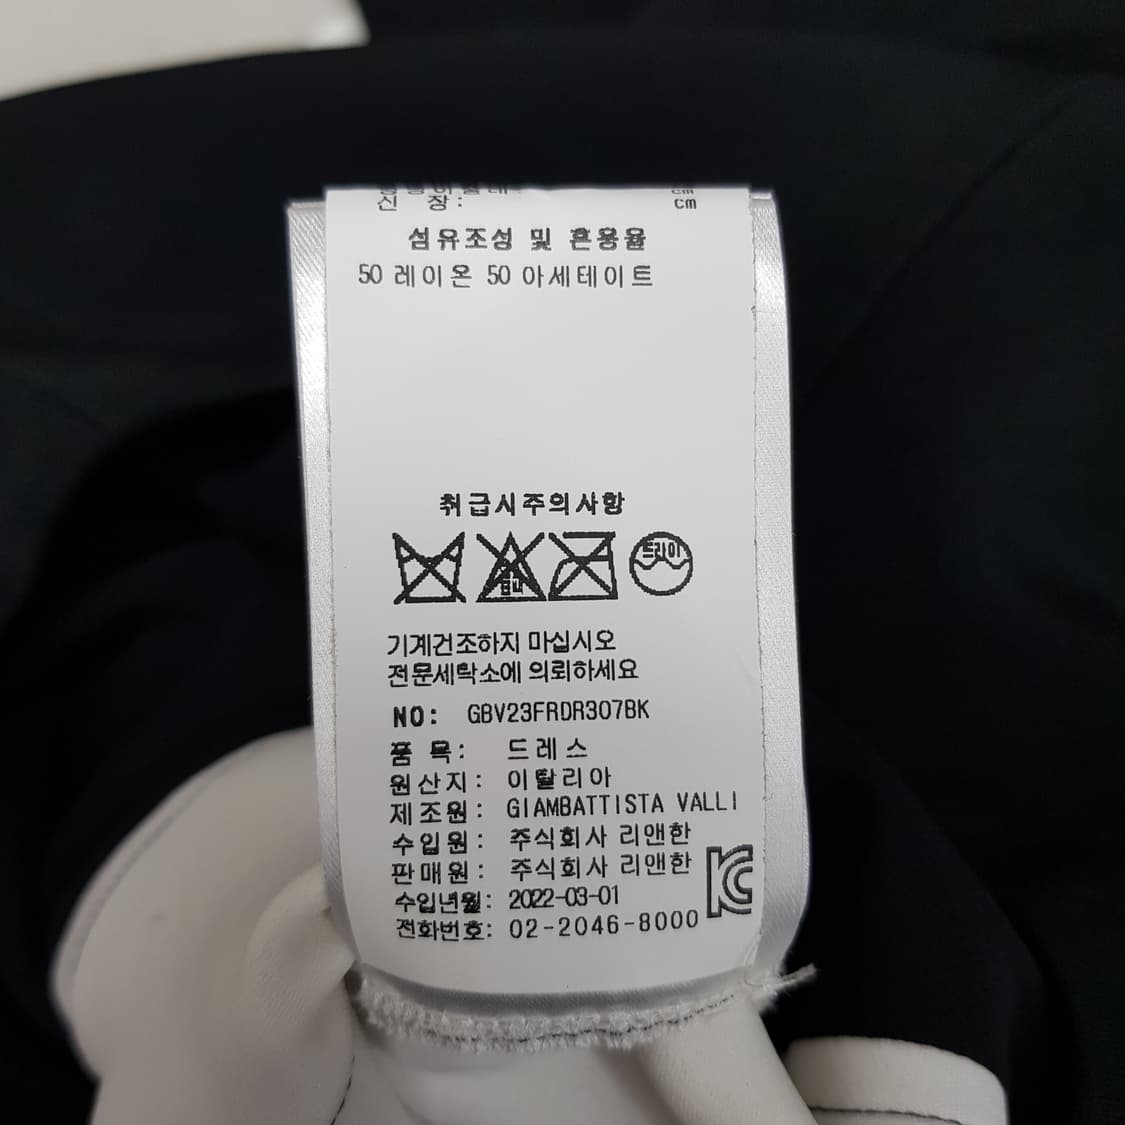 신 장: cm
섬유조성 및 혼용율
50 레이온 50 아세테이트
취급시주의사항
드라이
기계건조하지 마십시오
전문세탁소에 의뢰하세요
NO: GBV23FRDR307BK
품 목: 드레스
원산지: 이탈리아
제조원: GIAMBATTISTA VALLI
수입원: 주식회사 리앤한
판매원: 주식회사 리앤한
수입년월: 2022-03-01
전화번호: 02-2046-8000